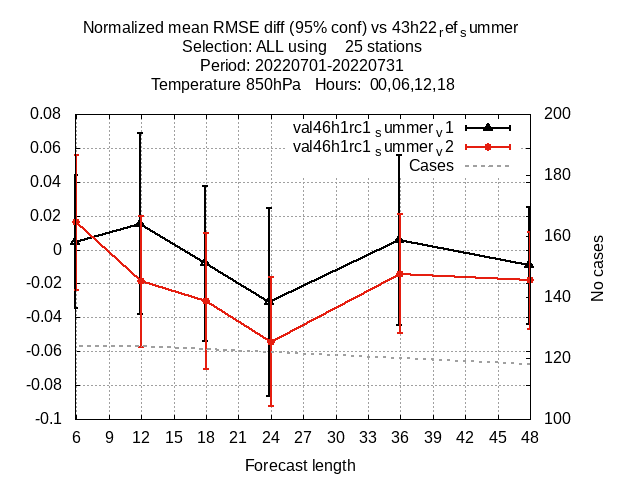 Normalized mean RMSE diff (95% conf) vs 43h22ref_summer
Selection: ALL using 25 stations
Period: 20220701-20220731
Temperature 850hPa Hours: 00,06,12,18
val46h1rc1summerv1
val46h1rc1summerv2
Cases
0.08
0.06
0.04
0.02
0
-0.02
-0.04
-0.06
-0.08
-0.1
200
180
160
140
120
100
No cases
6 9 12 15 18 21 24 27 30 33 36 39 42 45 48
Forecast length